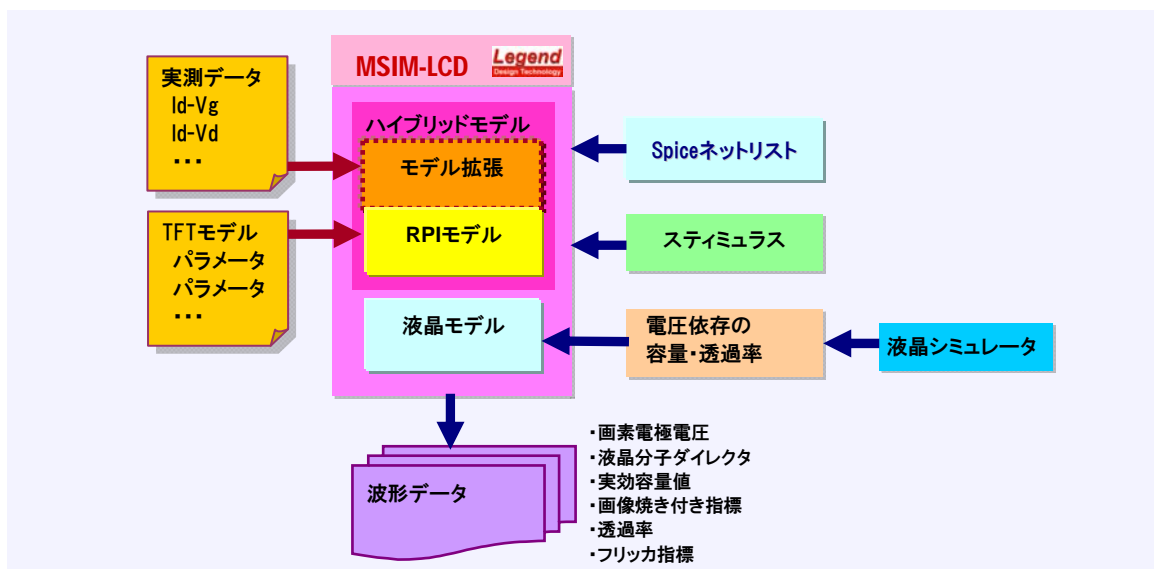 MSIM-LCD
Legend
Design Technology
実測データ
Id-Vg
Id-Vd
・・・
TFTモデル
パラメータ
パラメータ
・・・
ハイブリッドモデル
モデル拡張
RPIモデル
液晶モデル
Spiceネットリスト
スティミュラス
電圧依存の
容量・透過率
液晶シミュレータ
波形データ
・画素電極電圧
・液晶分子ダイレクタ
・実効容量値
・画像焼き付き指標
・透過率
・フリッカ指標